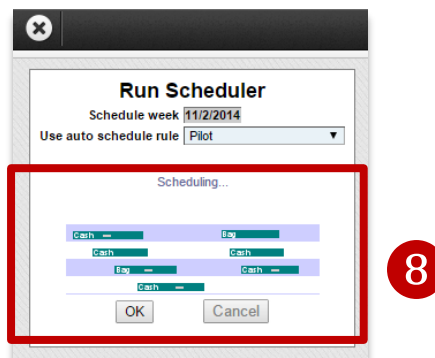 Run Scheduler
Schedule week 11/2/2014
Use auto schedule rule Pilot
Scheduling...
Cash Bag
Cash Cash
Bag Cash
Cash
OK Cancel
8